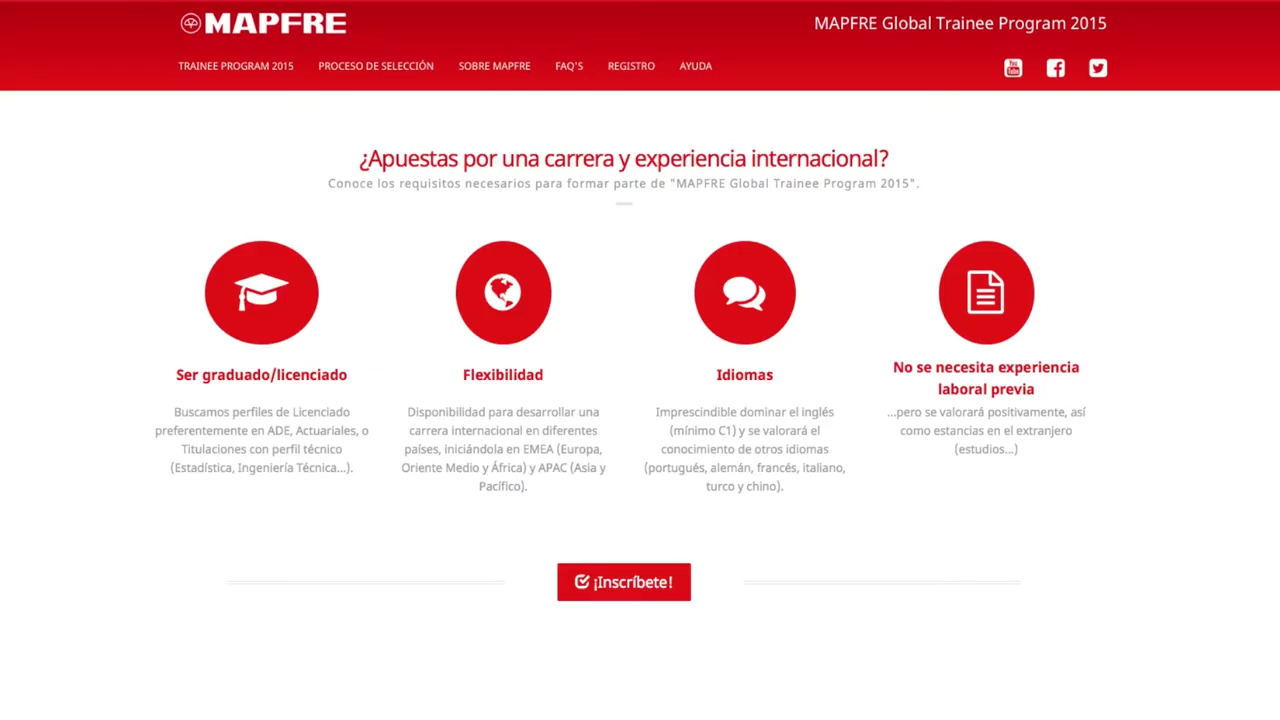 MAPFRE
MAPFRE Global Trainee Program 2015
TRAINEE PROGRAM 2015 PROCESO DE SELECCIÓN SOBRE MAPFRE FAQ'S REGISTRO AYUDA
You Tube
¿Apuestas por una carrera y experiencia internacional?
Conoce los requisitos necesarios para formar parte de "MAPFRE Global Trainee Program 2015".
Ser graduado/licenciado
Buscamos perfiles de Licenciado
preferentemente en ADE, Actuariales, o
Titulaciones con perfil técnico
(Estadística, Ingeniería Técnica...).
Flexibilidad
Disponibilidad para desarrollar una
carrera internacional en diferentes
países, iniciándola en EMEA (Europa,
Oriente Medio y África) y APAC (Asia y
Pacífico).
Idiomas
Imprescindible dominar el inglés
(mínimo C1) y se valorará el
conocimiento de otros idiomas
(portugués, alemán, francés, italiano,
turco y chino).
No se necesita experiencia
laboral previa
...pero se valorará positivamente, así
como estancias en el extranjero
(estudios...)
¡Inscríbete!